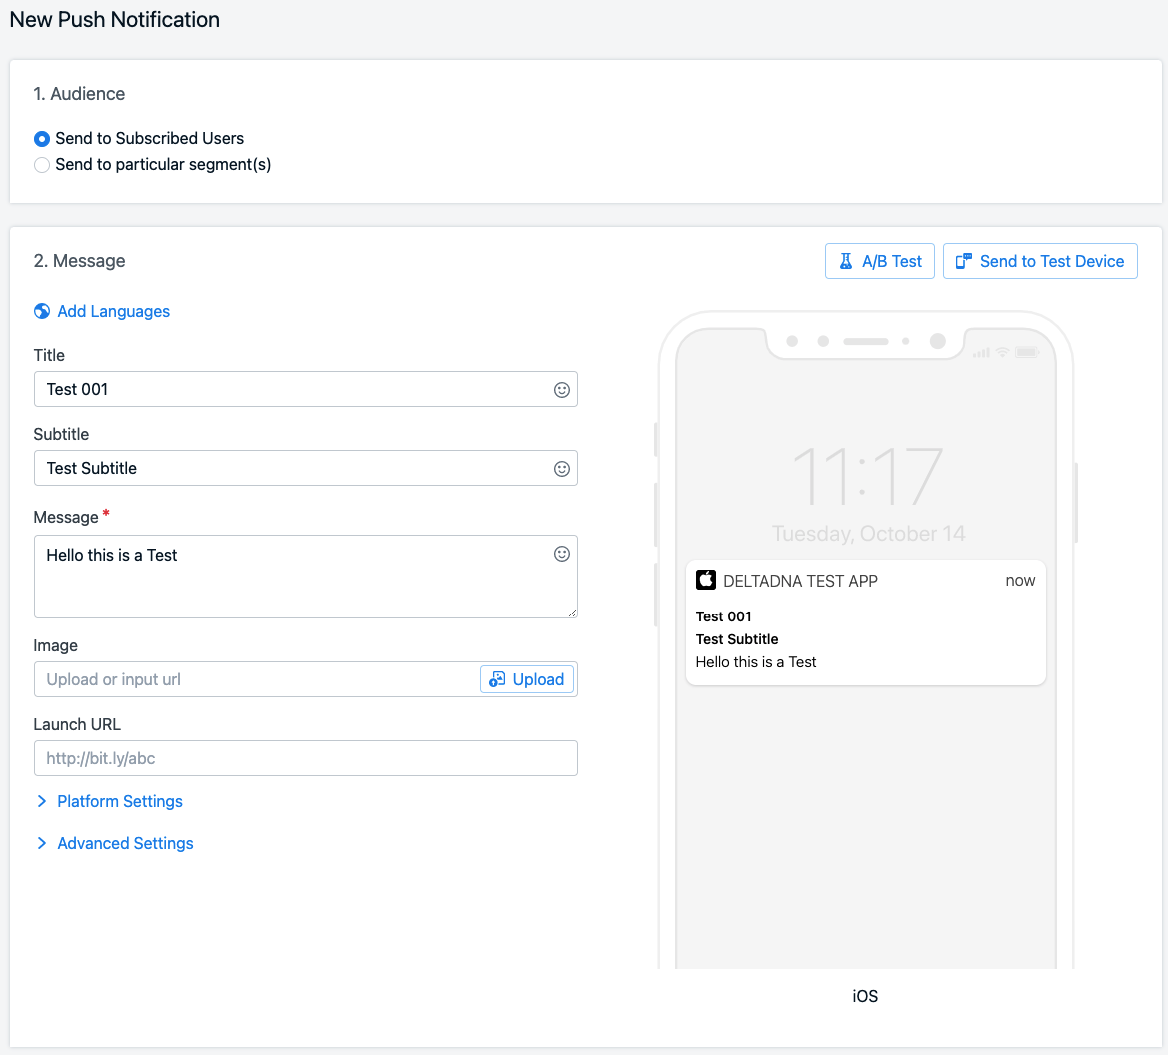 New Push Notification
1. Audience
Send to Subscribed Users
Send to particular segment(s)
2. Message
A/B Test
Send to Test Device
Add Languages
Title
Test 001
Subtitle
Test Subtitle
Message *
Hello this is a Test
Image
Upload or input url
Upload
Launch URL
http://bit.ly/abc
Platform Settings
Advanced Settings
11:17
Tuesday, October 14
DELTADNA TEST APP
now
Test 001
Test Subtitle
Hello this is a Test
iOS